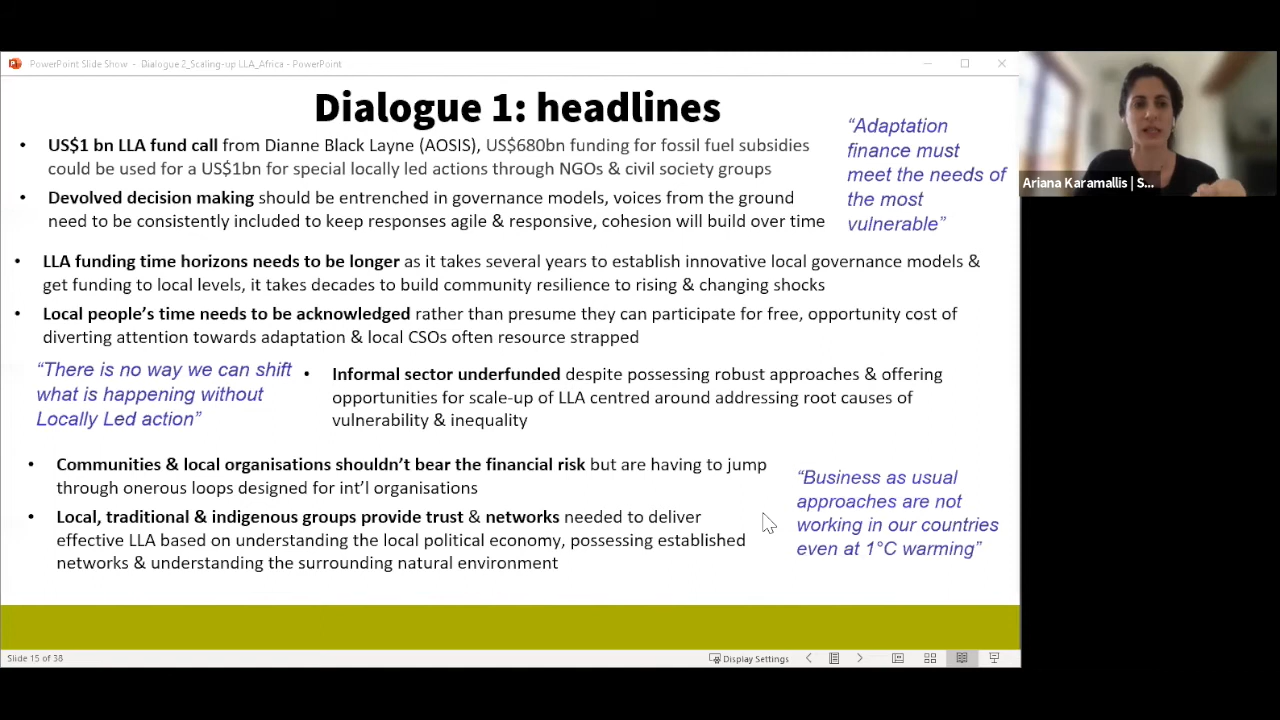 PowerPoint Slide Show - Dialogue 2_Scaling-up LLA_Africa - PowerPoint
Dialogue 1: headlines
• US$1 bn LLA fund call from Dianne Black Layne (AOSIS), US$680bn funding for fossil fuel subsidies
could be used for a US$1bn for special locally led actions through NGOs & civil society groups
• Devolved decision making should be entrenched in governance models, voices from the ground
need to be consistently included to keep responses agile & responsive, cohesion will build over time
“Adaptation
finance must
meet the needs of
the most
vulnerable”
Ariana Karamallis | S...
• LLA funding time horizons needs to be longer as it takes several years to establish innovative local governance models &
get funding to local levels, it takes decades to build community resilience to rising & changing shocks
• Local people’s time needs to be acknowledged rather than presume they can participate for free, opportunity cost of
diverting attention towards adaptation & local CSOs often resource strapped
“There is no way we can shift
what is happening without
Locally Led action”
• Informal sector underfunded despite possessing robust approaches & offering
opportunities for scale-up of LLA centred around addressing root causes of
vulnerability & inequality
• Communities & local organisations shouldn’t bear the financial risk but are having to jump
through onerous loops designed for int’l organisations
• Local, traditional & indigenous groups provide trust & networks needed to deliver
effective LLA based on understanding the local political economy, possessing established
networks & understanding the surrounding natural environment
“Business as usual
approaches are not
working in our countries
even at 1°C warming”
Slide 15 of 38
Display Settings